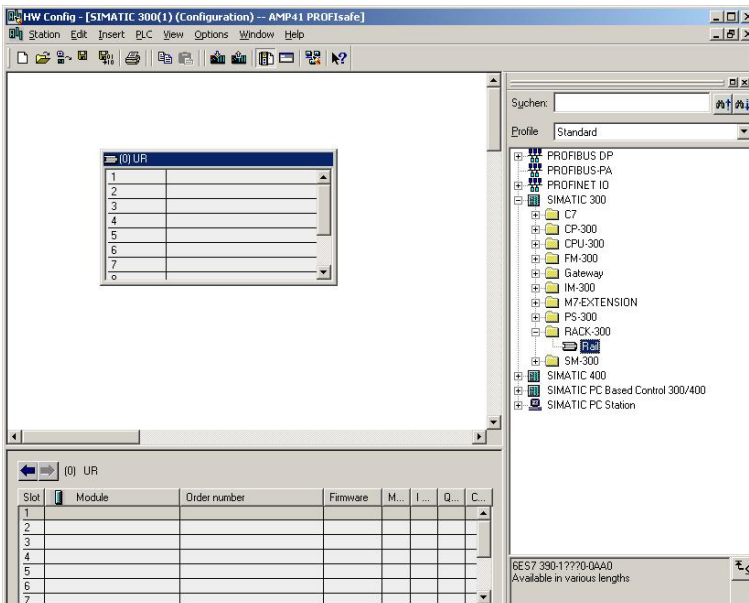 HW Config - [SIMATIC 300(1) (Configuration) -- AMP41 PROFIsafe]
Station Edit Insert PLC View Options Window Help
(0) UR
1
2
3
4
5
6
7
Suchen:
Profile Standard
PROFIBUS DP
PROFIBUS-PA
PROFINET IO
SIMATIC 300
C7
CP-300
CPU-300
FM-300
Gateway
IM-300
M7-EXTENSION
PS-300
RACK-300
Rail
SM-300
SIMATIC 400
SIMATIC PC Based Control 300/400
SIMATIC PC Station
(0) UR
Slot Module Order number Firmware M... I ... Q... C...
1
2
3
4
5
6
7
6ES7 390-1???0-0AA0
Available in various lengths